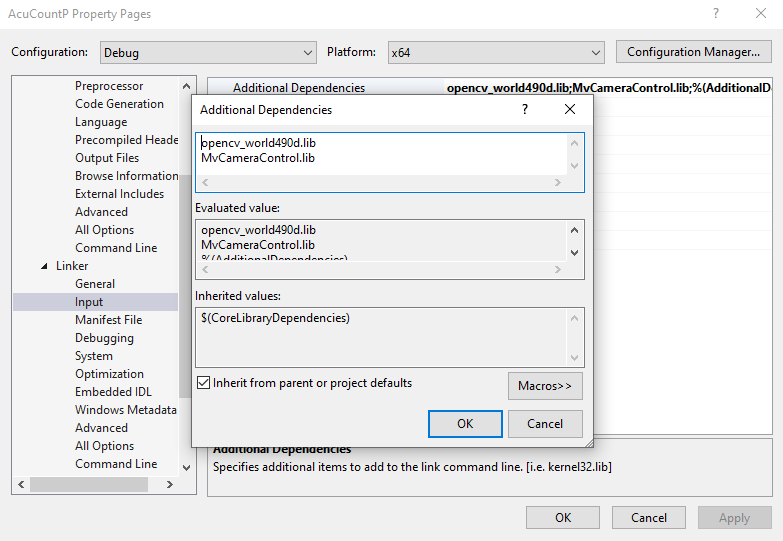 AcuCountP Property Pages
?
Configuration:
Debug
Platform:
x64
Configuration Manager...
Preprocessor
Code Generation
Language
Precompiled Heade
Output Files
Browse Information
External Includes
Advanced
All Options
Command Line
Linker
General
Input
Manifest File
Debugging
System
Optimization
Embedded IDL
Windows Metadata
Advanced
All Options
Command Line
Additional Dependencies
opencv_world490d.lib;MvCameraControl.lib;%(AdditionalD
Additional Dependencies
?
opencv_world490d.lib
MvCameraControl.lib
Evaluated value:
opencv_world490d.lib
MvCameraControl.lib
%(AdditionalDependencies)
Inherited values:
$(CoreLibraryDependencies)
Inherit from parent or project defaults
Macros>>
OK
Cancel
Additional Dependencies
Specifies additional items to add to the link command line. [i.e. kernel32.lib]
OK
Cancel
Apply